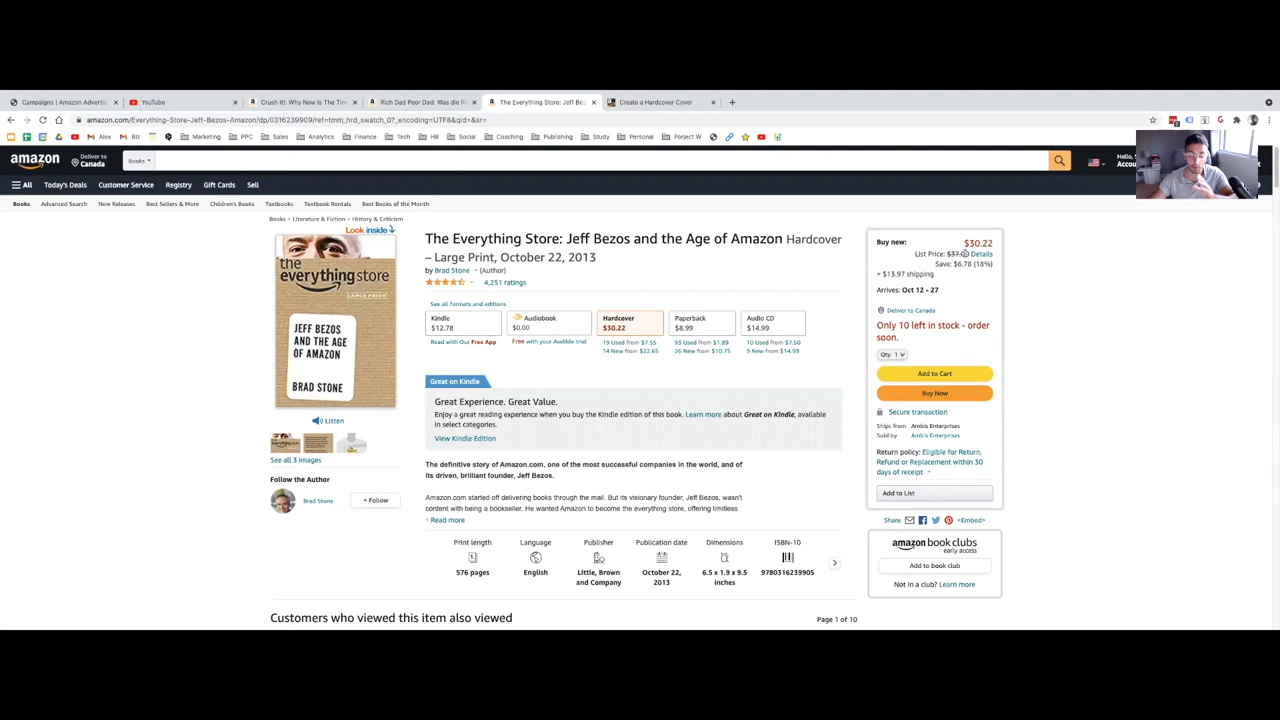 Campaigns | Amazon Advertis
YouTube
Crush It!: Why Now Is The Tim
Rich Dad Poor Dad: Was die R
The Everything Store: Jeff Bez
Create a Hardcover Cover
amazon.com/Everything-Store-Jeff-Bezos-Amazon/dp/0316239909/ref=tmm_hrd_swatch_0?_encoding=UTF8&qid=&sr=
Alex
Biz
Marketing
PPC
Sales
Analytics
Finance
Tech
HR
Social
Coaching
Publishing
Study
Personal
Porject W
amazon
Deliver to
Canada
Books
Hello, S
Accou
All
Today's Deals
Customer Service
Registry
Gift Cards
Sell
Books
Advanced Search
New Releases
Best Sellers & More
Children's Books
Textbooks
Textbook Rentals
Best Books of the Month
Books › Literature & Fiction › History & Criticism
Look inside
the
everything store
LARGE PRINT
JEFF BEZOS
AND THE AGE
OF AMAZON
BRAD STONE
Listen
See all 3 images
Follow the Author
Brad Stone
+ Follow
The Everything Store: Jeff Bezos and the Age of Amazon Hardcover
– Large Print, October 22, 2013
by Brad Stone (Author)
4,251 ratings
See all formats and editions
Kindle
$12.78
Read with Our Free App
Audiobook
$0.00
Free with your Audible trial
Hardcover
$30.22
19 Used from $7.55
14 New from $22.65
Paperback
$8.99
93 Used from $1.89
26 New from $10.75
Audio CD
$14.99
10 Used from $7.50
9 New from $14.99
Great on Kindle
Great Experience. Great Value.
Enjoy a great reading experience when you buy the Kindle edition of this book. Learn more about Great on Kindle, available
in select categories.
View Kindle Edition
The definitive story of Amazon.com, one of the most successful companies in the world, and of
its driven, brilliant founder, Jeff Bezos.
Amazon.com started off delivering books through the mail. But its visionary founder, Jeff Bezos, wasn't
content with being a bookseller. He wanted Amazon to become the everything store, offering limitless
Read more
Print length
576 pages
Language
English
Publisher
Little, Brown
and Company
Publication date
October 22,
2013
Dimensions
6.5 x 1.9 x 9.5
inches
ISBN-10
9780316239905
Customers who viewed this item also viewed
Page 1 of 10
Buy new:
$30.22
List Price: Details
Save: $6.78 (18%)
+ $13.97 shipping
Arrives: Oct 12 - 27
Deliver to Canada
Only 10 left in stock - order
soon.
Qty: 1
Add to Cart
Buy Now
Secure transaction
Ships from Ambis Enterprises
Sold by Ambis Enterprises
Return policy: Eligible for Return,
Refund or Replacement within 30
days of receipt
Add to List
Share
<Embed>
amazon book clubs
early access
Add to book club
Not in a club? Learn more